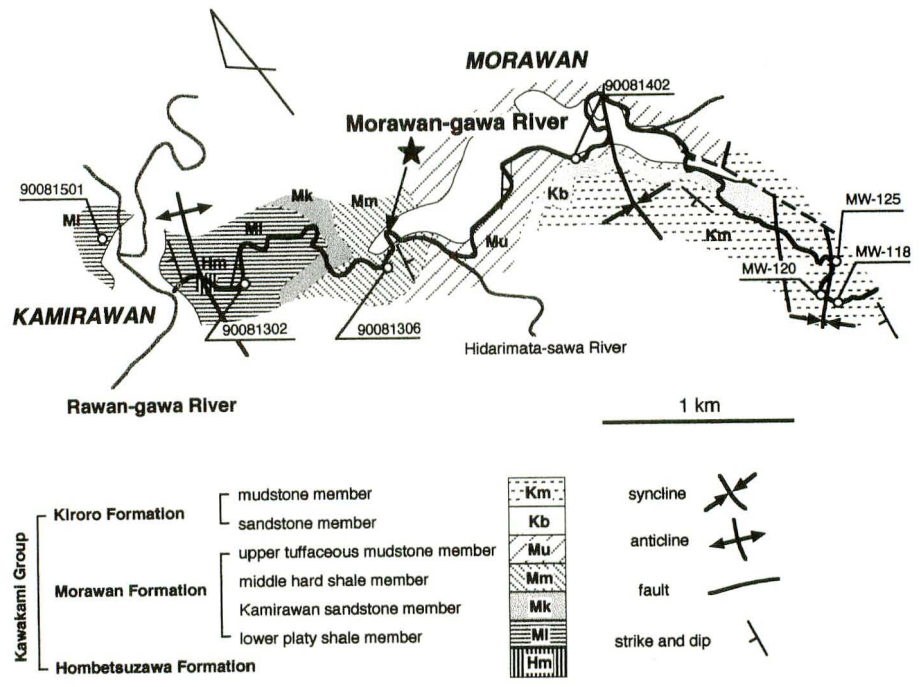 MORAWAN
90081402
Morawan-gawa River
90081501
Ml
Mk
Mm
Kb
Ml
Hm
Mu
Km
MW-125
MW-120
MW-118
KAMIRAWAN
90081302
90081306
Hidarimata-sawa River
Rawan-gawa River
1 km
Kawakami Group
Kiroro Formation
mudstone member
sandstone member
Morawan Formation
upper tuffaceous mudstone member
middle hard shale member
Kamirawan sandstone member
lower platy shale member
Hombetsuzawa Formation
Km
Kb
Mu
Mm
Mk
Ml
Hm
syncline
anticline
fault
strike and dip